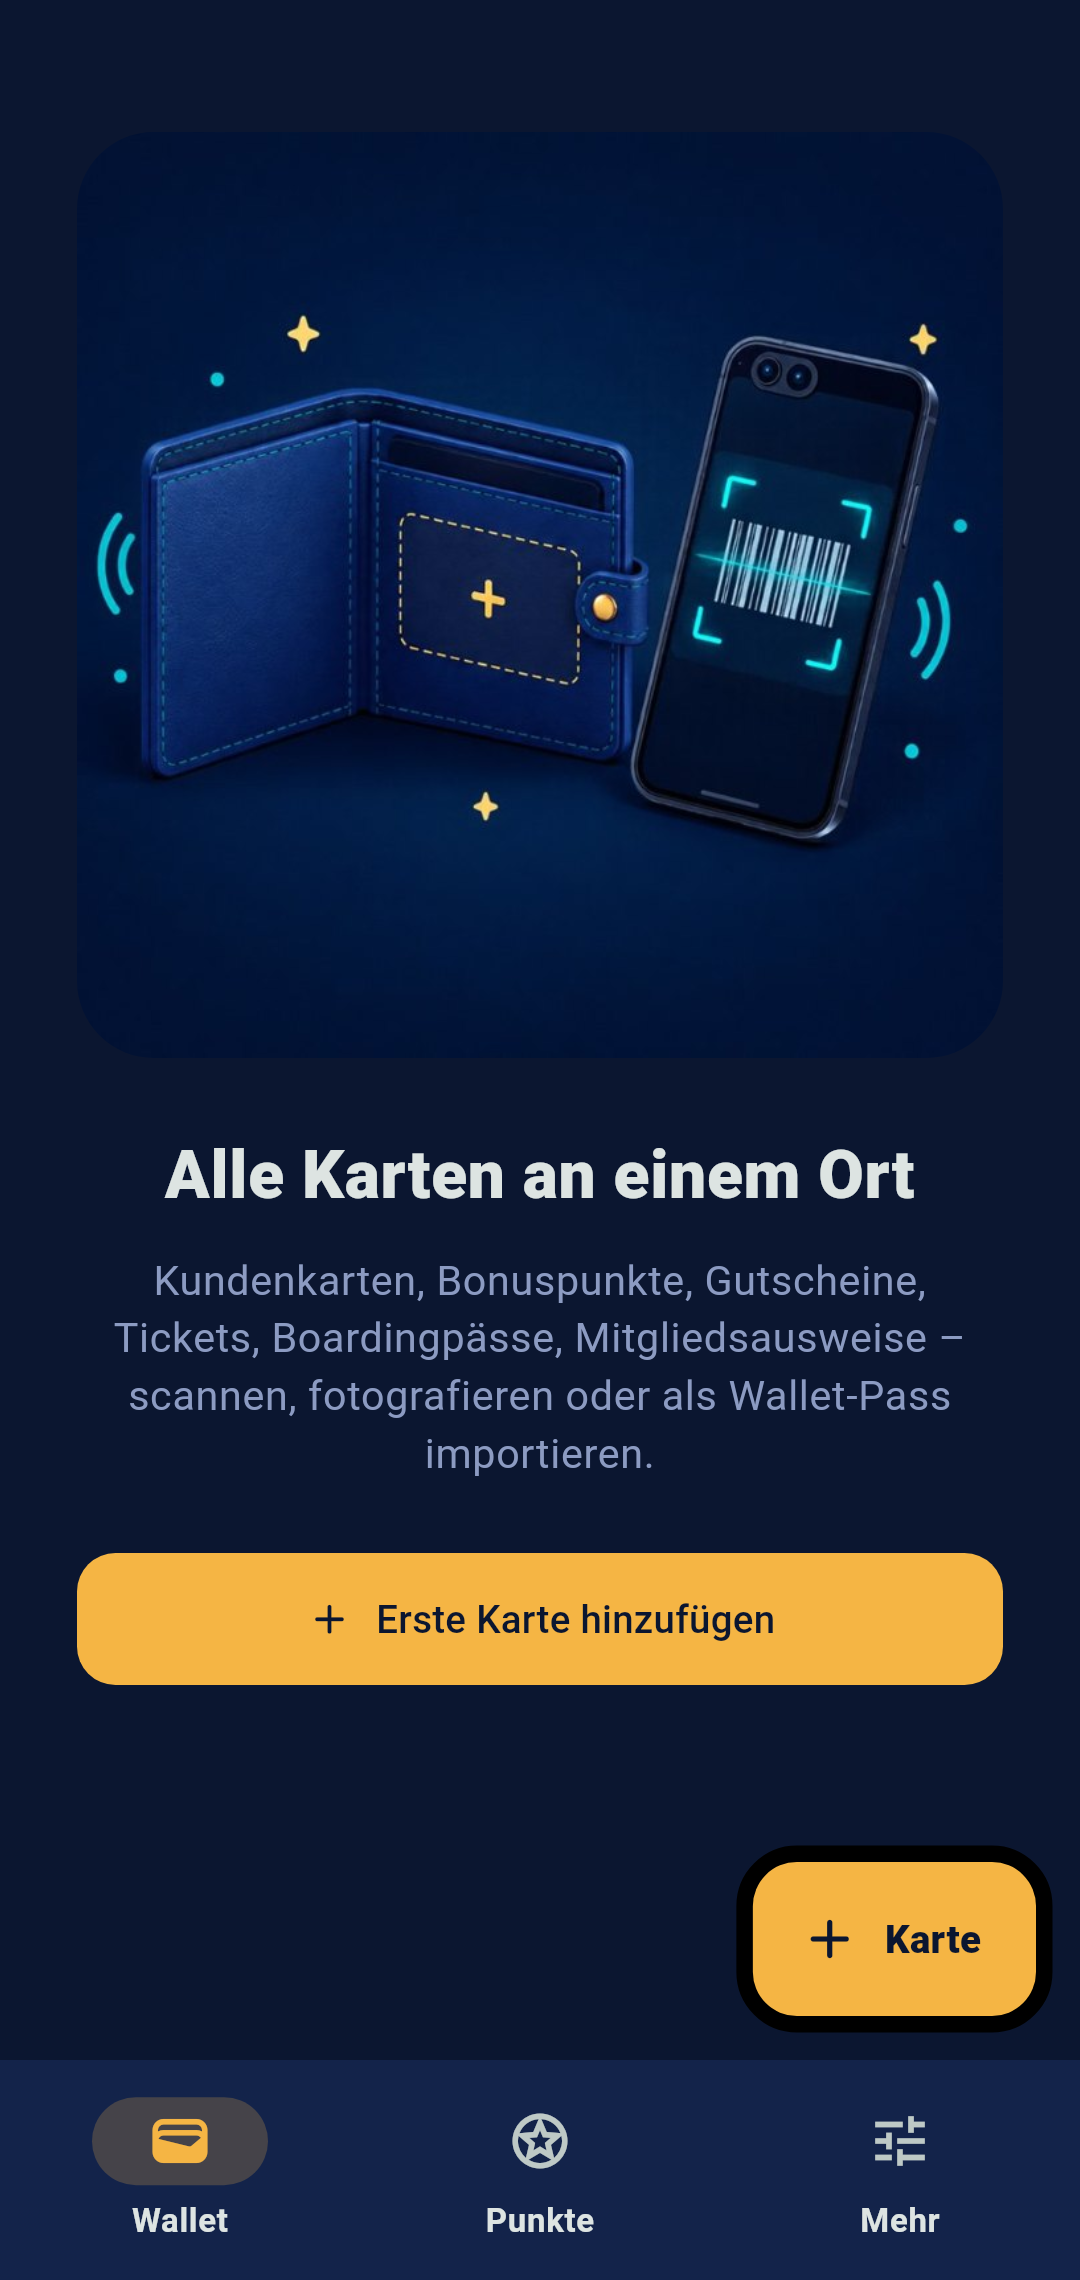 Alle Karten an einem Ort
Kundenkarten, Bonuspunkte, Gutscheine,
Tickets, Boardingpässe, Mitgliedsausweise –
scannen, fotografieren oder als Wallet-Pass
importieren.
+ Erste Karte hinzufügen
+ Karte
Wallet
Punkte
Mehr